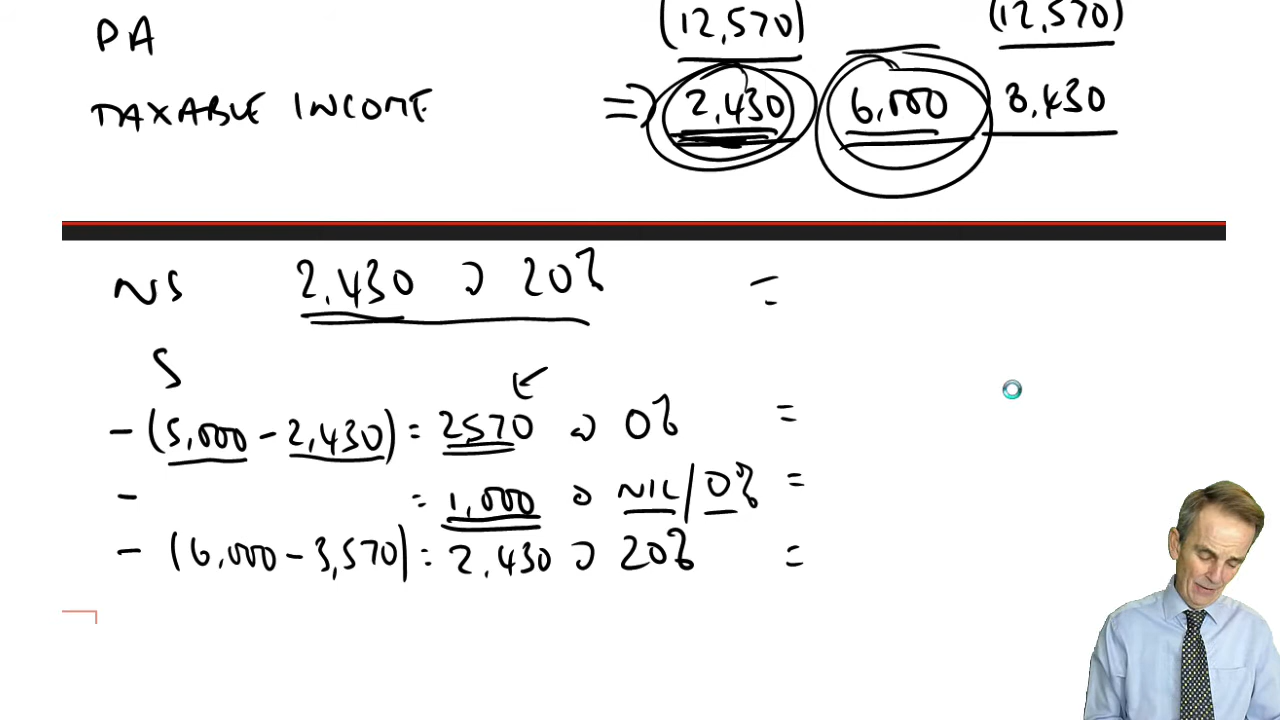 PA (12,570) (12,570)
TAXABLE INCOME => 2,430 6,000 8,430
NS 2,430 @ 20% =
S
- (5,000 - 2,430) = 2570 @ 0% =
- = 1,000 @ NIL/0% =
- (6,000 - 3,570) = 2,430 @ 20% =